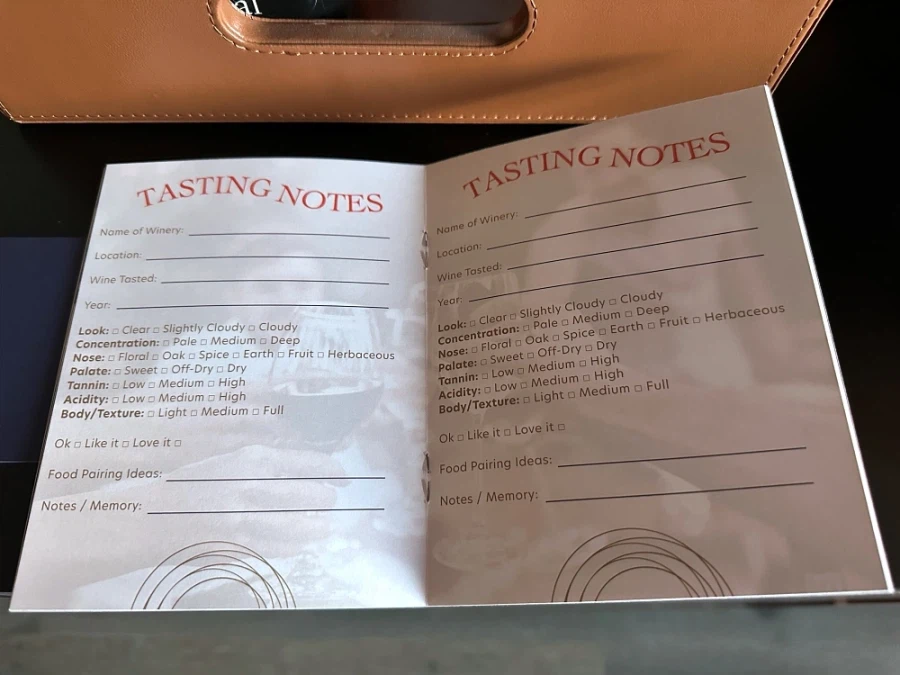 al
TASTING NOTES
Name of Winery:
Location:
Wine Tasted:
Year:
Look: □ Clear □ Slightly Cloudy □ Cloudy
Concentration: □ Pale □ Medium □ Deep
Nose: □ Floral □ Oak □ Spice □ Earth □ Fruit □ Herbaceous
Palate: □ Sweet □ Off-Dry □ Dry
Tannin: □ Low □ Medium □ High
Acidity: □ Low □ Medium □ High
Body/Texture: □ Light □ Medium □ Full
Ok □ Like it □ Love it □
Food Pairing Ideas:
Notes / Memory:
TASTING NOTES
Name of Winery:
Location:
Wine Tasted:
Year:
Look: □ Clear □ Slightly Cloudy □ Cloudy
Concentration: □ Pale □ Medium □ Deep
Nose: □ Floral □ Oak □ Spice □ Earth □ Fruit □ Herbaceous
Palate: □ Sweet □ Off-Dry □ Dry
Tannin: □ Low □ Medium □ High
Acidity: □ Low □ Medium □ High
Body/Texture: □ Light □ Medium □ Full
Ok □ Like it □ Love it □
Food Pairing Ideas:
Notes / Memory: